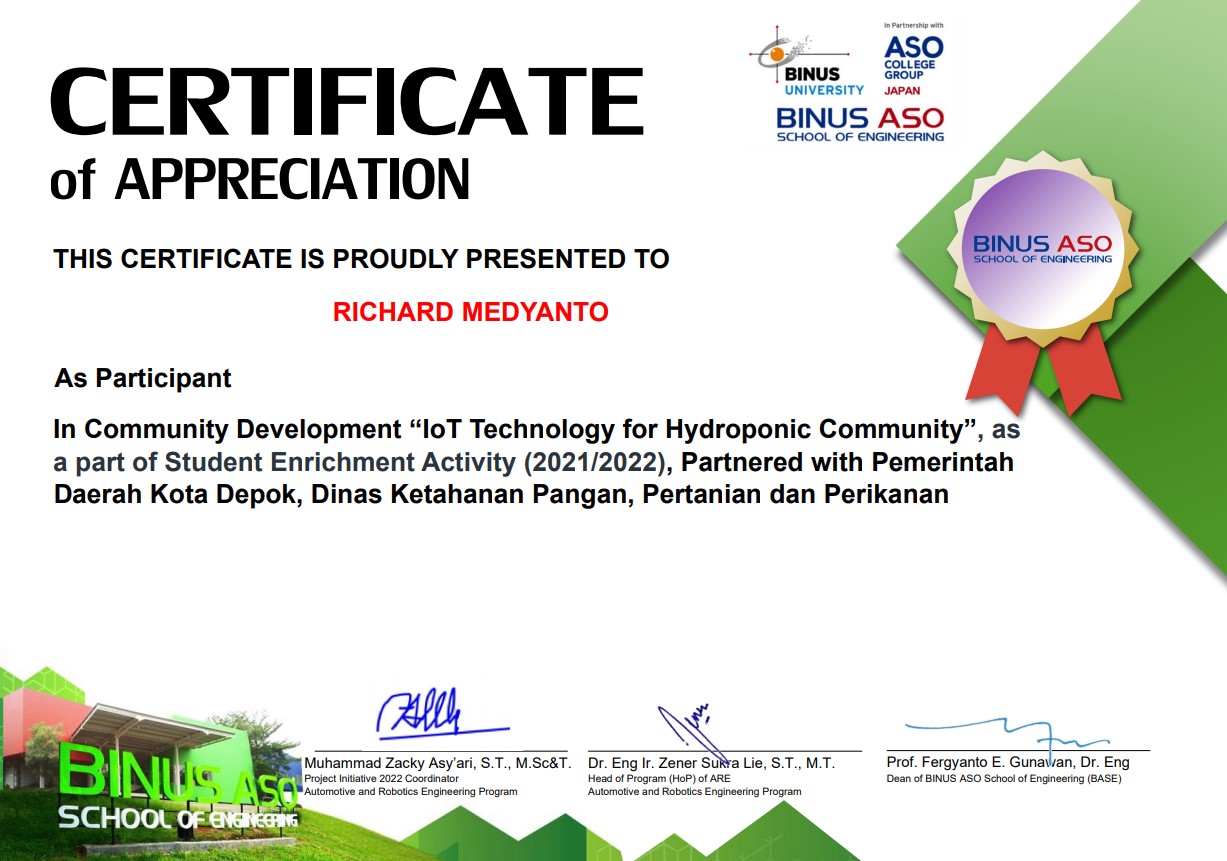 CERTIFICATE
of APPRECIATION
In Partnership with
BINUS
UNIVERSITY
ASO
COLLEGE
GROUP
JAPAN
BINUS ASO
SCHOOL OF ENGINEERING
BINUS ASO
SCHOOL OF ENGINEERING
THIS CERTIFICATE IS PROUDLY PRESENTED TO
RICHARD MEDYANTO
As Participant
In Community Development “IoT Technology for Hydroponic Community”, as
a part of Student Enrichment Activity (2021/2022), Partnered with Pemerintah
Daerah Kota Depok, Dinas Ketahanan Pangan, Pertanian dan Perikanan
BINUS ASO
SCHOOL OF ENGINEERING
Muhammad Zacky Asy’ari, S.T., M.Sc&T.
Project Initiative 2022 Coordinator
Automotive and Robotics Engineering Program
Dr. Eng Ir. Zener Sukra Lie, S.T., M.T.
Head of Program (HoP) of ARE
Automotive and Robotics Engineering Program
Prof. Fergyanto E. Gunawan, Dr. Eng
Dean of BINUS ASO School of Engineering (BASE)